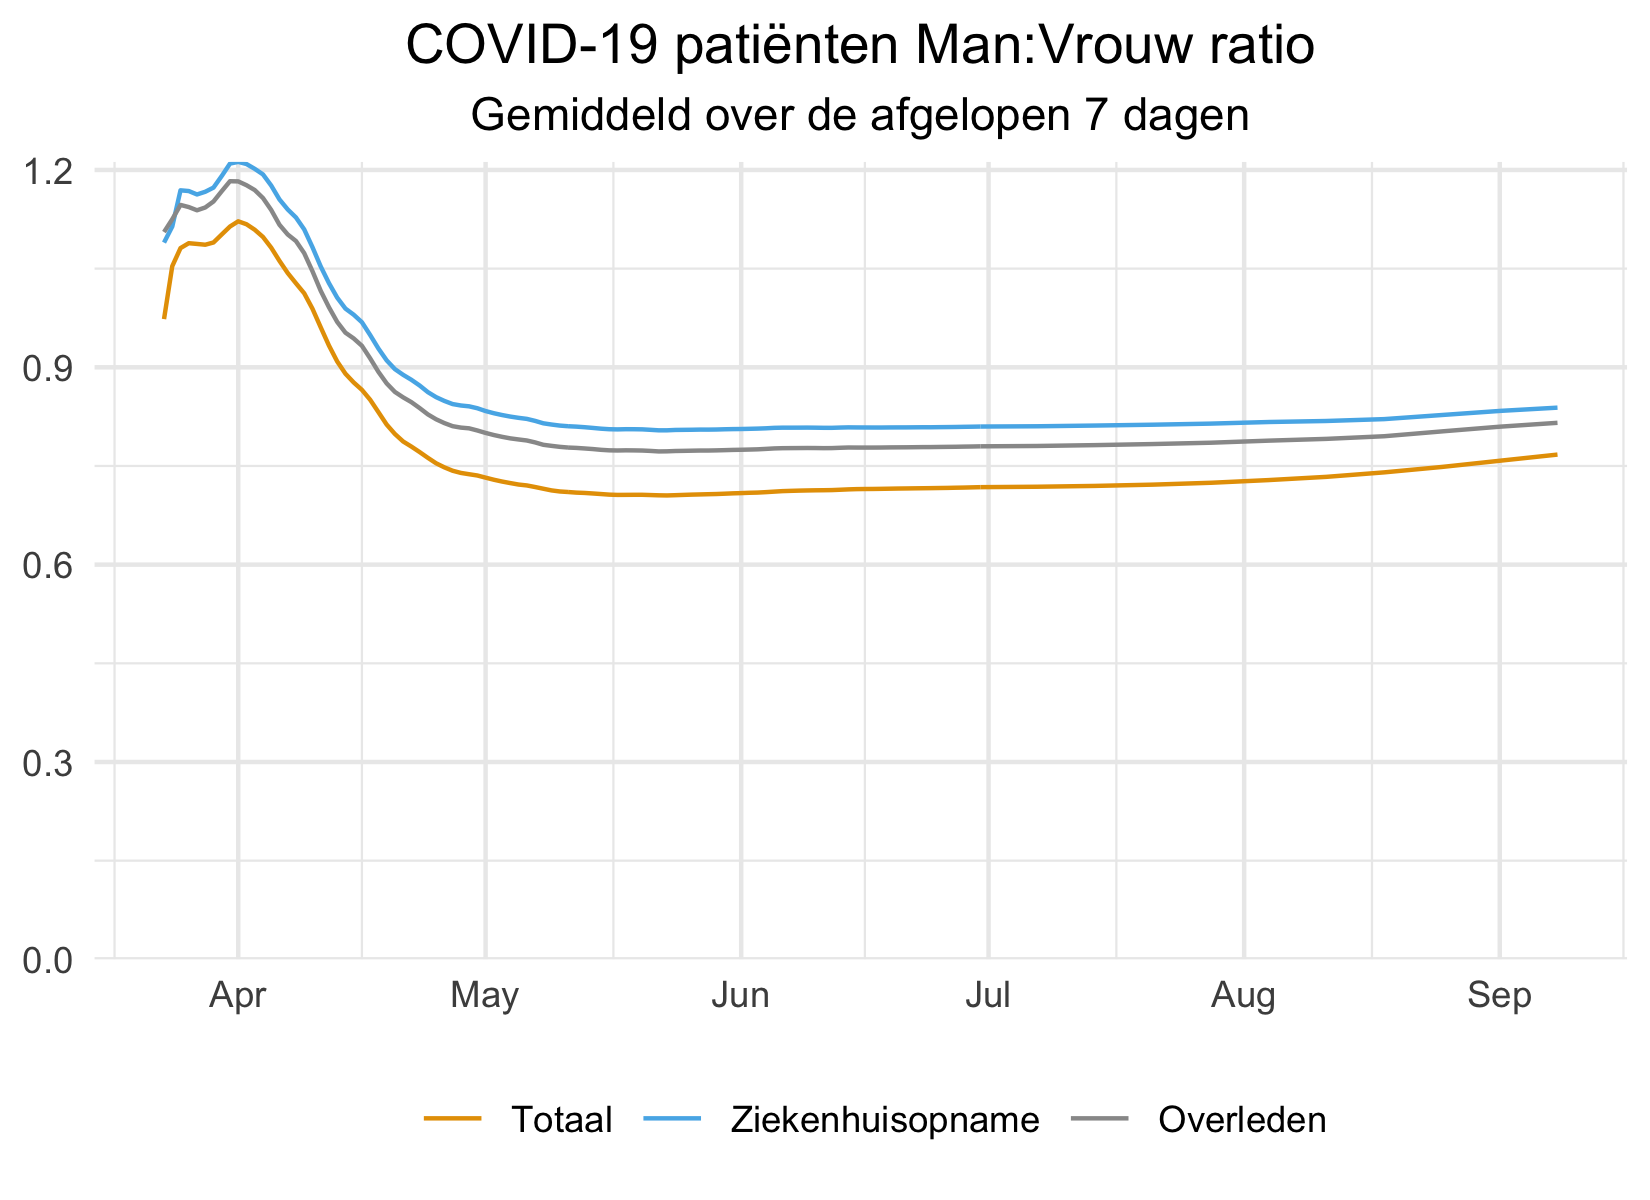 COVID-19 patiënten Man:Vrouw ratio
Gemiddeld over de afgelopen 7 dagen
1.2
0.9
0.6
0.3
0.0
Apr May Jun Jul Aug Sep
Totaal Ziekenhuisopname Overleden